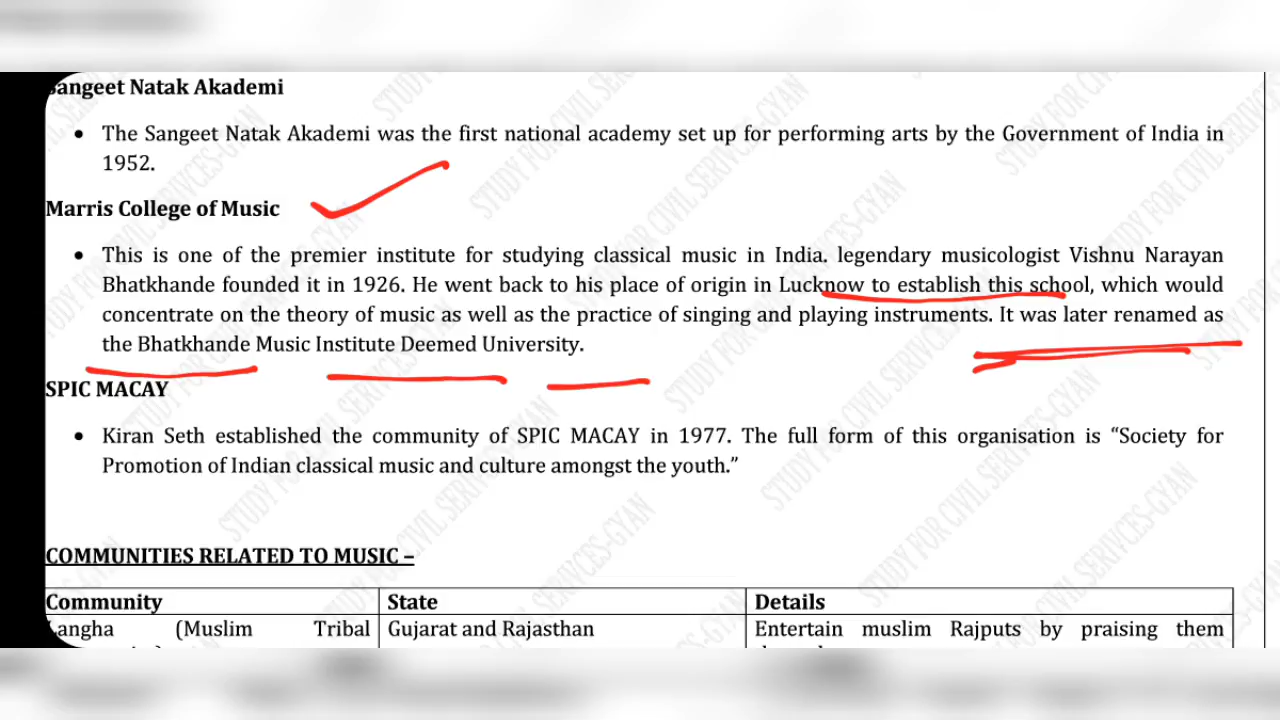 Sangeet Natak Akademi
• The Sangeet Natak Akademi was the first national academy set up for performing arts by the Government of India in
1952.
Marris College of Music
• This is one of the premier institute for studying classical music in India. legendary musicologist Vishnu Narayan
Bhatkhande founded it in 1926. He went back to his place of origin in Lucknow to establish this school, which would
concentrate on the theory of music as well as the practice of singing and playing instruments. It was later renamed as
the Bhatkhande Music Institute Deemed University.
SPIC MACAY
• Kiran Seth established the community of SPIC MACAY in 1977. The full form of this organisation is “Society for
Promotion of Indian classical music and culture amongst the youth.”
COMMUNITIES RELATED TO MUSIC –
Community State Details
Langha (Muslim Tribal Gujarat and Rajasthan Entertain muslim Rajputs by praising them
STUDY FOR CIVIL SERIVCES-GYAN